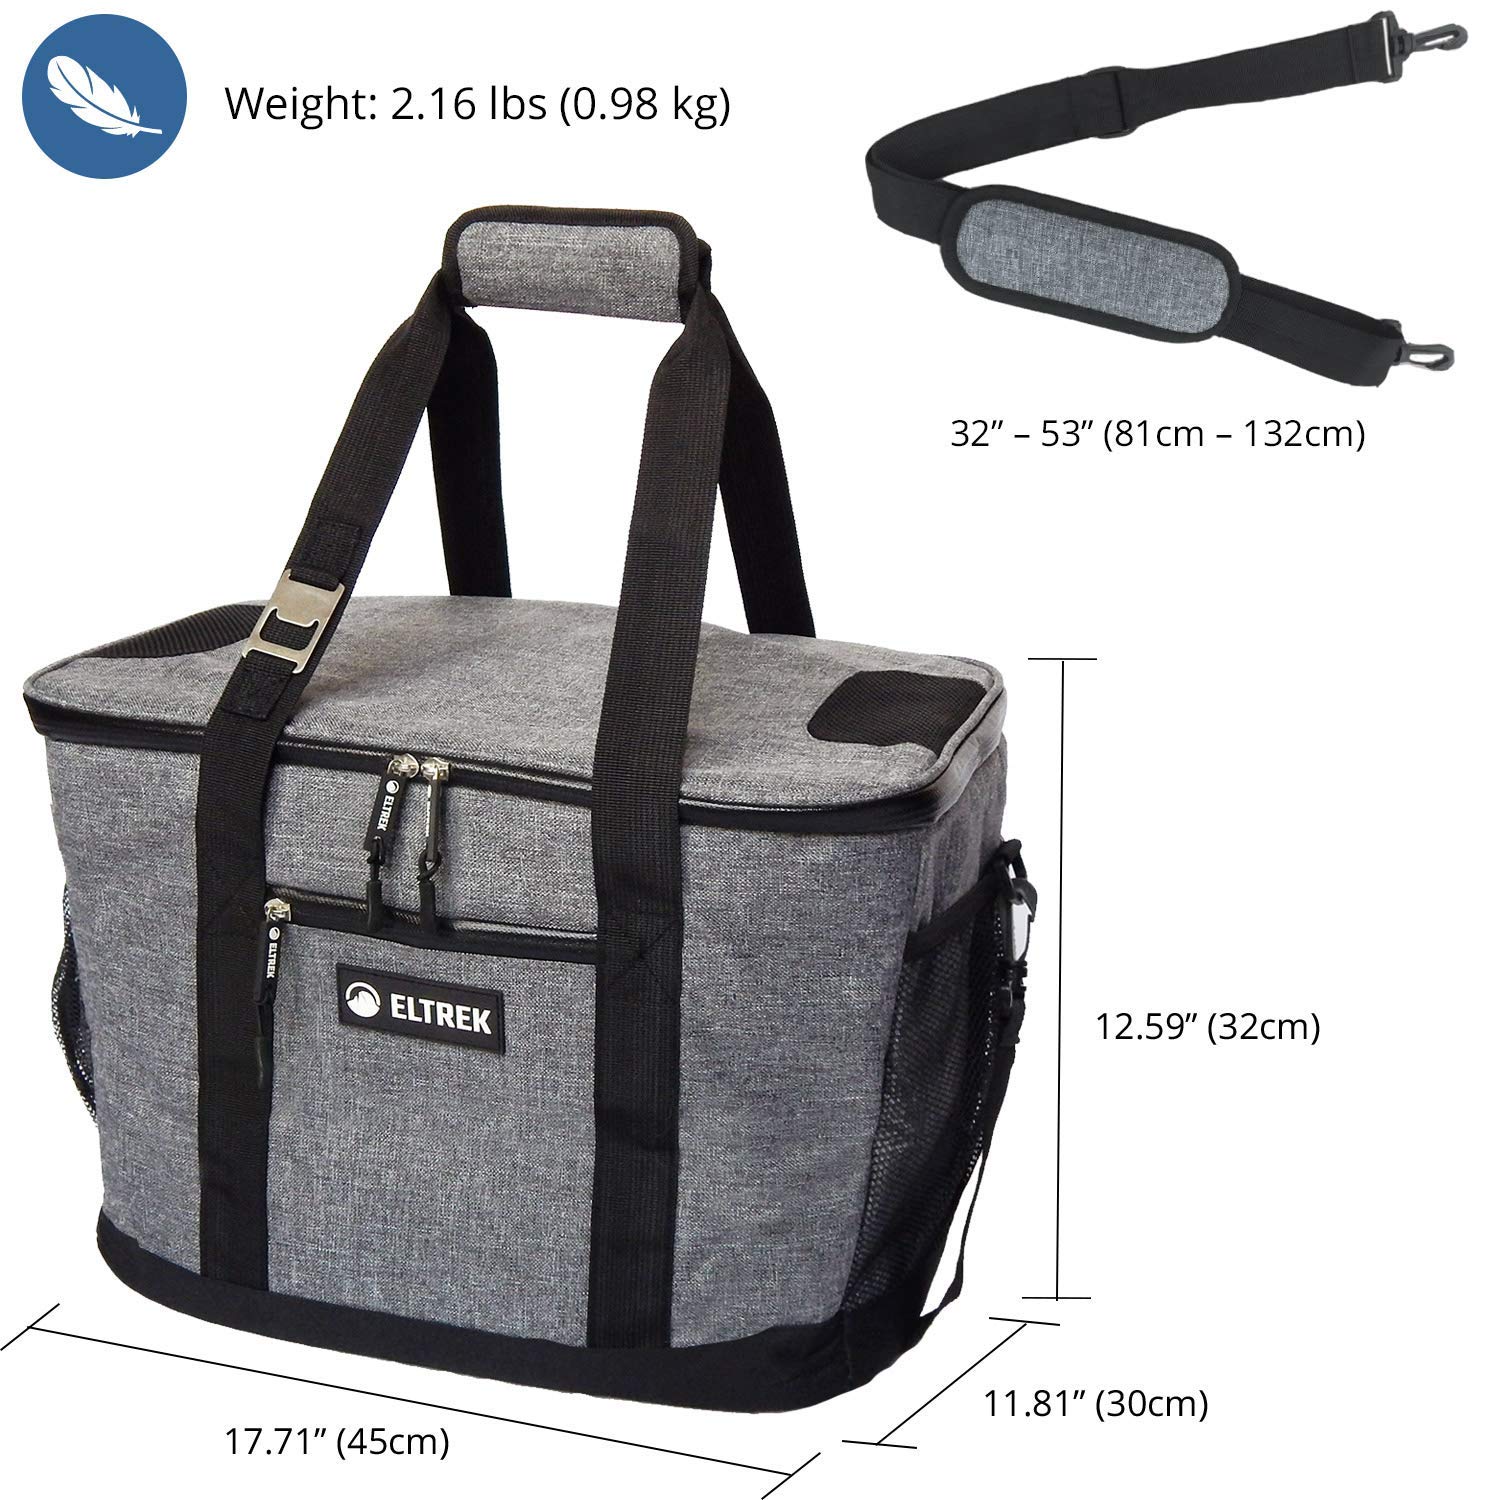 Weight: 2.16 lbs (0.98 kg)
32” – 53” (81cm – 132cm)
ELTREK
ELTREK
ELTREK
12.59” (32cm)
11.81” (30cm)
17.71” (45cm)